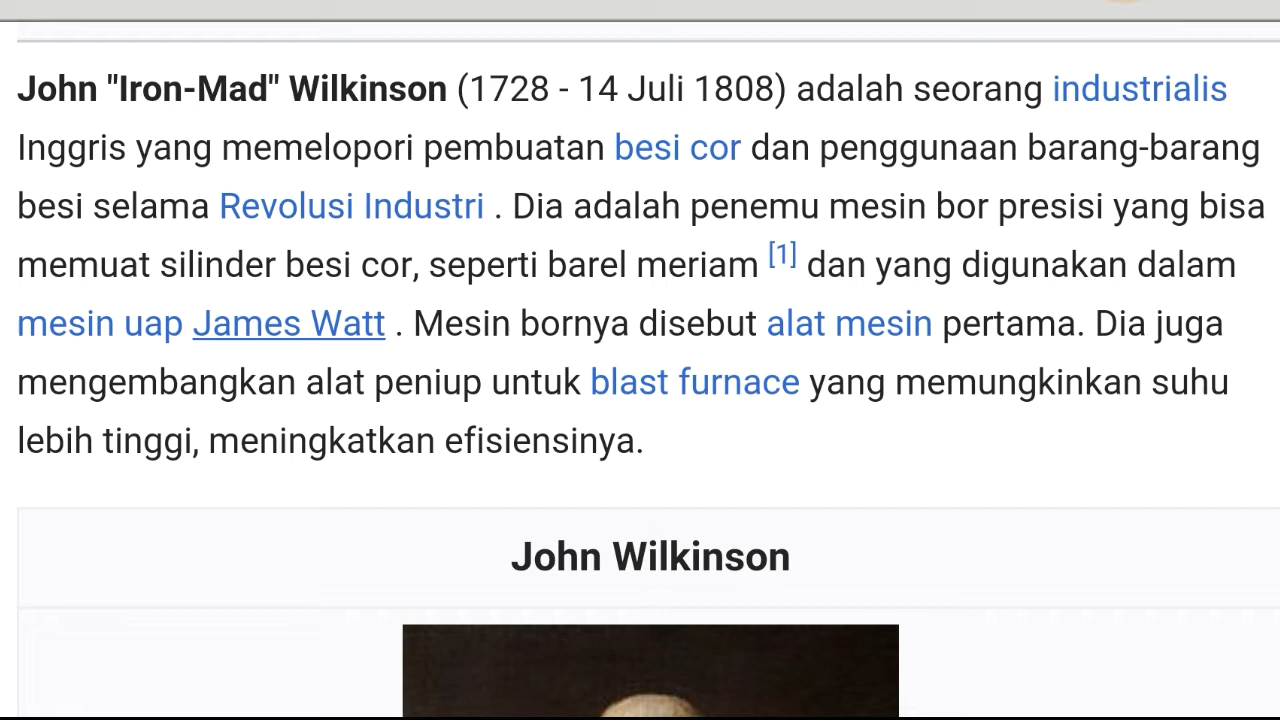 John "Iron-Mad" Wilkinson (1728 - 14 Juli 1808) adalah seorang industrialis
Inggris yang memelopori pembuatan besi cor dan penggunaan barang-barang
besi selama Revolusi Industri . Dia adalah penemu mesin bor presisi yang bisa
memuat silinder besi cor, seperti barel meriam [1] dan yang digunakan dalam
mesin uap James Watt . Mesin bornya disebut alat mesin pertama. Dia juga
mengembangkan alat peniup untuk blast furnace yang memungkinkan suhu
lebih tinggi, meningkatkan efisiensinya.
John Wilkinson